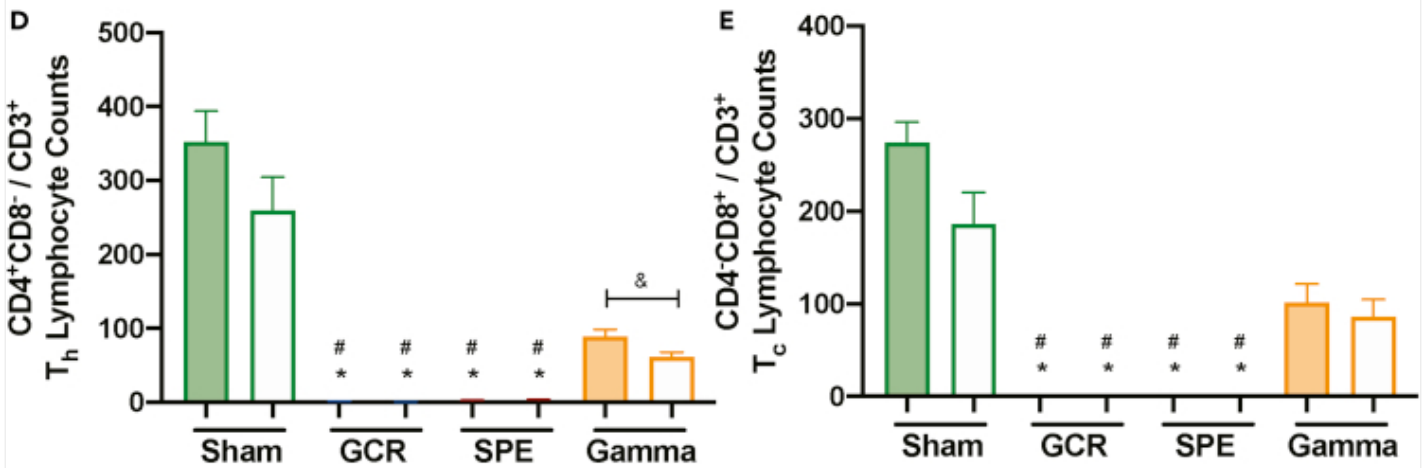 D
CD4⁺CD8⁻ / CD3⁺
Tₕ Lymphocyte Counts
500
400
300
200
100
0
# # # #
* * * *
&
Sham GCR SPE Gamma
E
CD4⁻CD8⁺ / CD3⁺
T꜀ Lymphocyte Counts
400
300
200
100
0
# # # #
* * * *
Sham GCR SPE Gamma